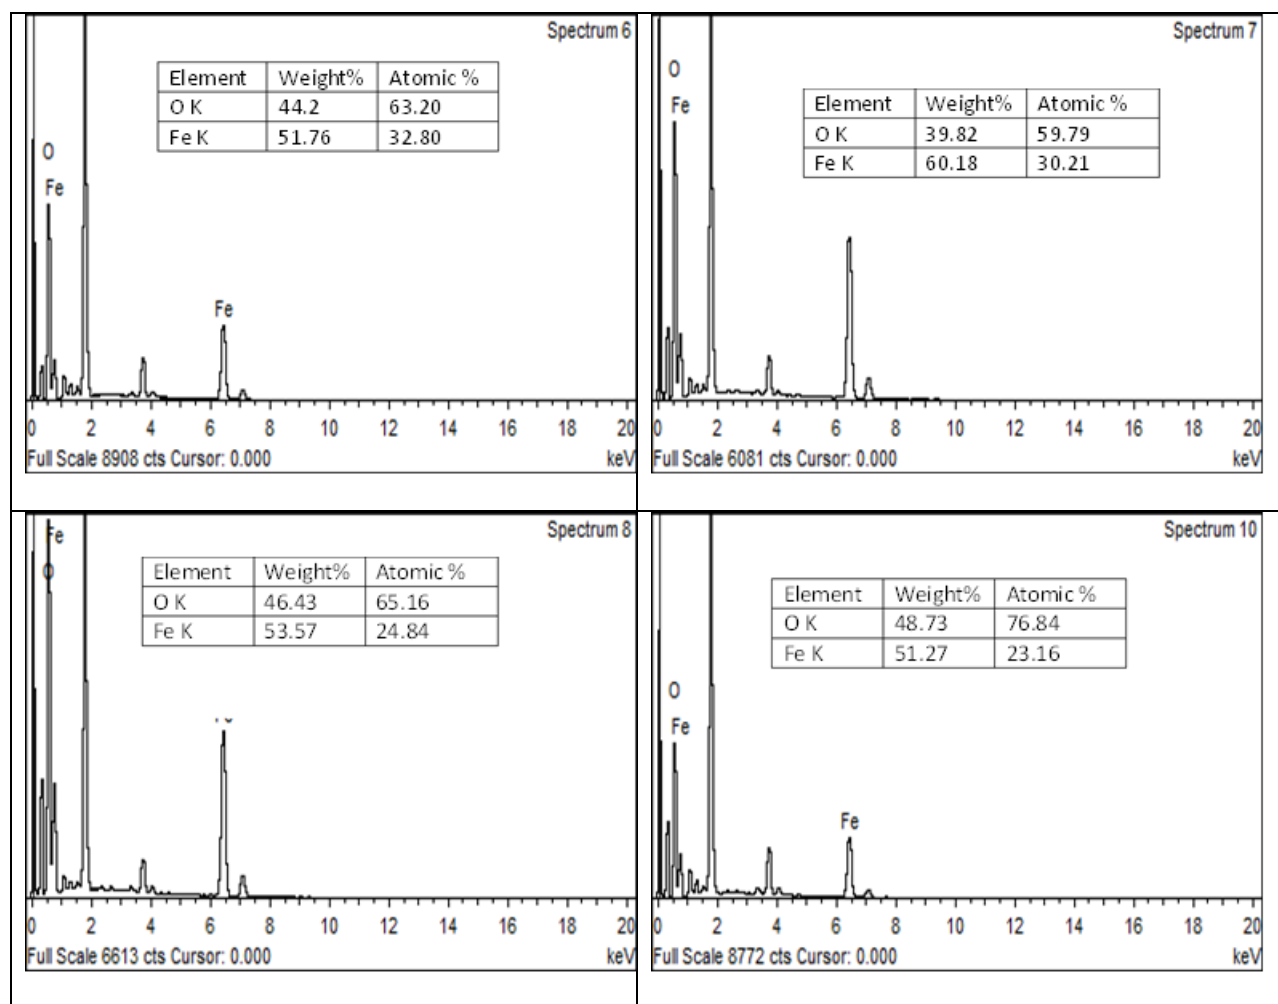 Spectrum 6
Element Weight% Atomic %
O K 44.2 63.20
Fe K 51.76 32.80
O
Fe
Fe
0 2 4 6 8 10 12 14 16 18 20
Full Scale 8908 cts Cursor: 0.000 keV
Spectrum 7
O
Fe
Element Weight% Atomic %
O K 39.82 59.79
Fe K 60.18 30.21
0 2 4 6 8 10 12 14 16 18 20
Full Scale 6081 cts Cursor: 0.000 keV
Spectrum 8
Fe
O
Element Weight% Atomic %
O K 46.43 65.16
Fe K 53.57 24.84
0 2 4 6 8 10 12 14 16 18 20
Full Scale 6613 cts Cursor: 0.000 keV
Spectrum 10
Element Weight% Atomic %
O K 48.73 76.84
Fe K 51.27 23.16
O
Fe
Fe
0 2 4 6 8 10 12 14 16 18 20
Full Scale 8772 cts Cursor: 0.000 keV